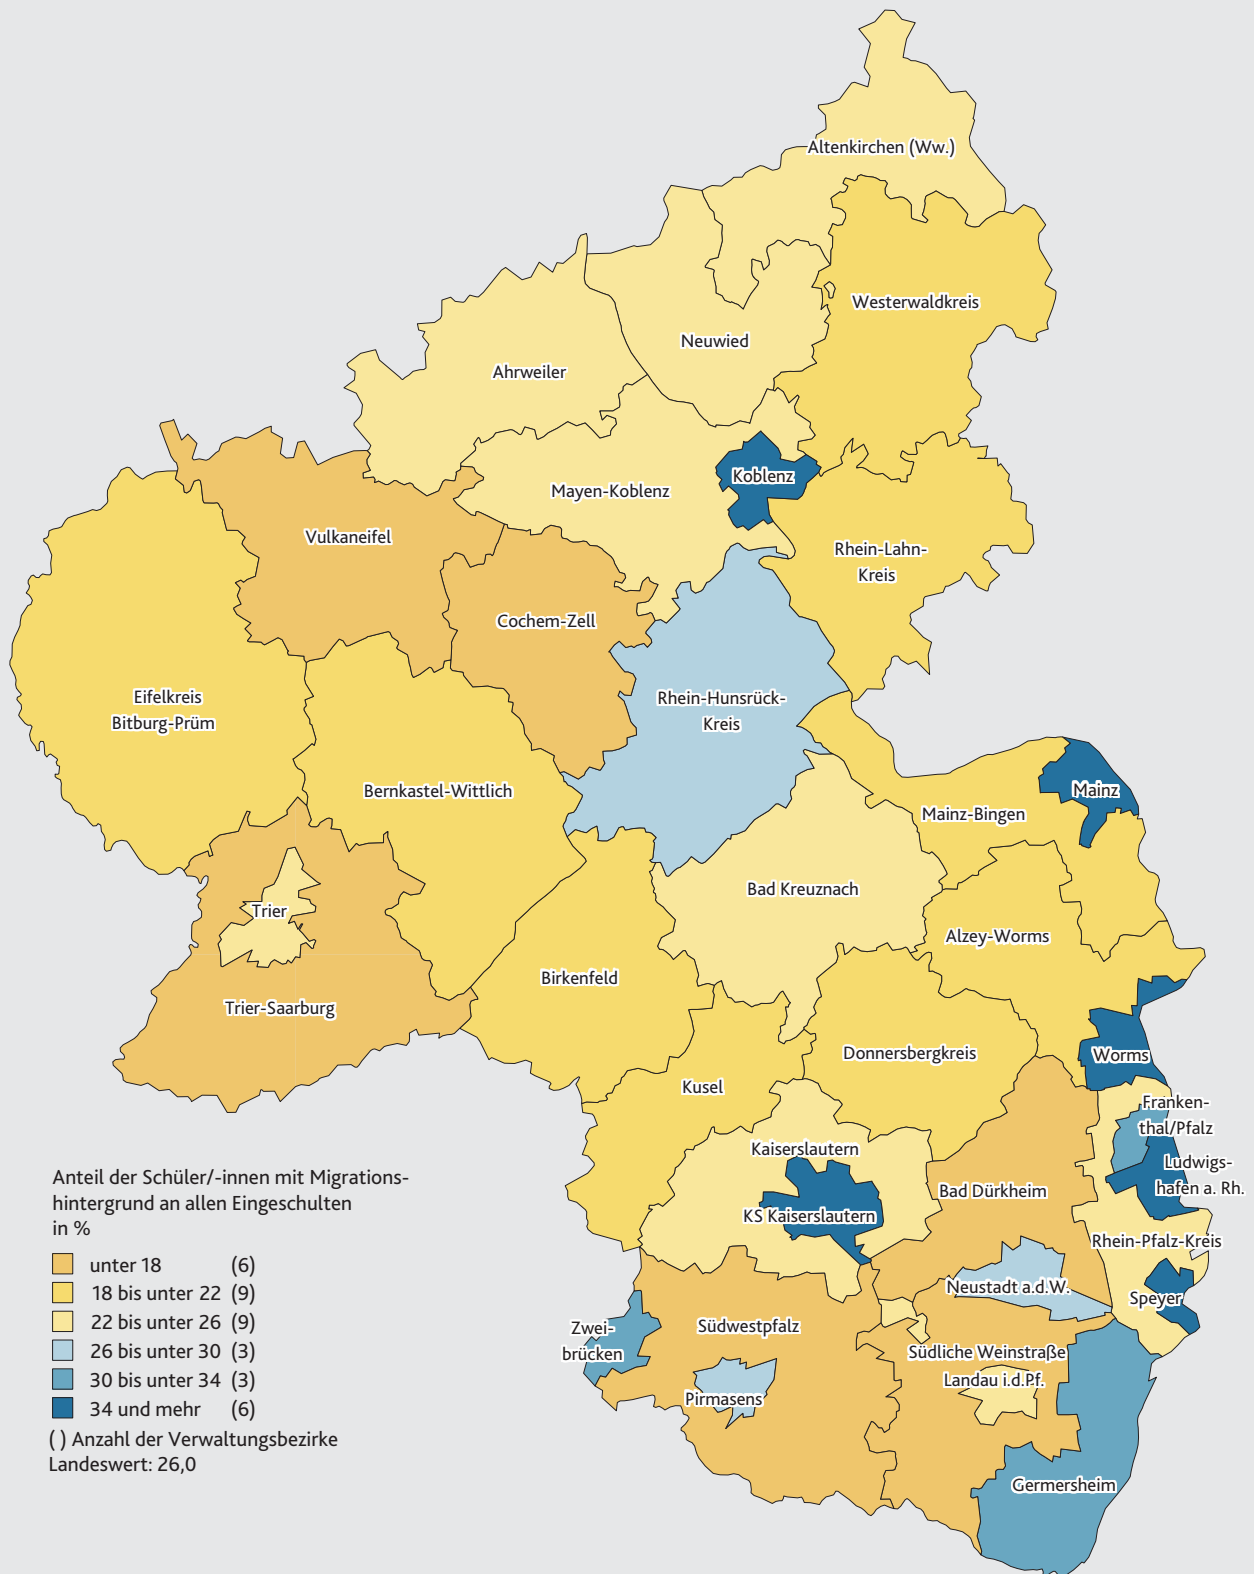 Altenkirchen (Ww.)
Westerwaldkreis
Neuwied
Ahrweiler
Koblenz
Mayen-Koblenz
Vulkaneifel
Rhein-Lahn-
Kreis
Cochem-Zell
Eifelkreis
Bitburg-Prüm
Rhein-Hunsrück-
Kreis
Bernkastel-Wittlich
Mainz
Mainz-Bingen
Bad Kreuznach
Trier
Alzey-Worms
Birkenfeld
Trier-Saarburg
Donnersbergkreis
Worms
Kusel
Franken-
thal/Pfalz
Kaiserslautern
Ludwigs-
hafen a. Rh.
Bad Dürkheim
KS Kaiserslautern
Rhein-Pfalz-Kreis
Neustadt a.d.W.
Speyer
Zwei-
brücken
Südwestpfalz
Südliche Weinstraße
Landau i.d.Pf.
Pirmasens
Germersheim
Anteil der Schüler/-innen mit Migrations-
hintergrund an allen Eingeschulten
in %
unter 18 (6)
18 bis unter 22 (9)
22 bis unter 26 (9)
26 bis unter 30 (3)
30 bis unter 34 (3)
34 und mehr (6)
( ) Anzahl der Verwaltungsbezirke
Landeswert: 26,0